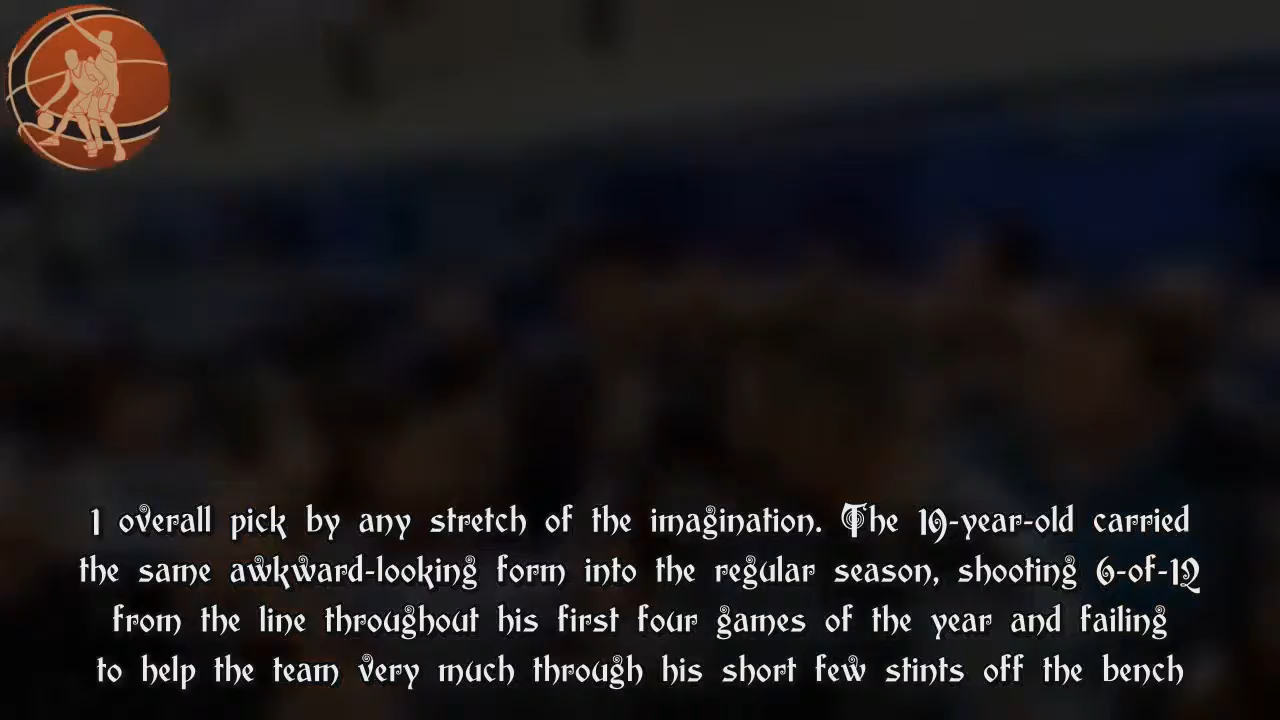 1 overall pick by any stretch of the imagination. The 19-year-old carried
the same awkward-looking form into the regular season, shooting 6-of-12
from the line throughout his first four games of the year and failing
to help the team very much through his short few stints off the bench